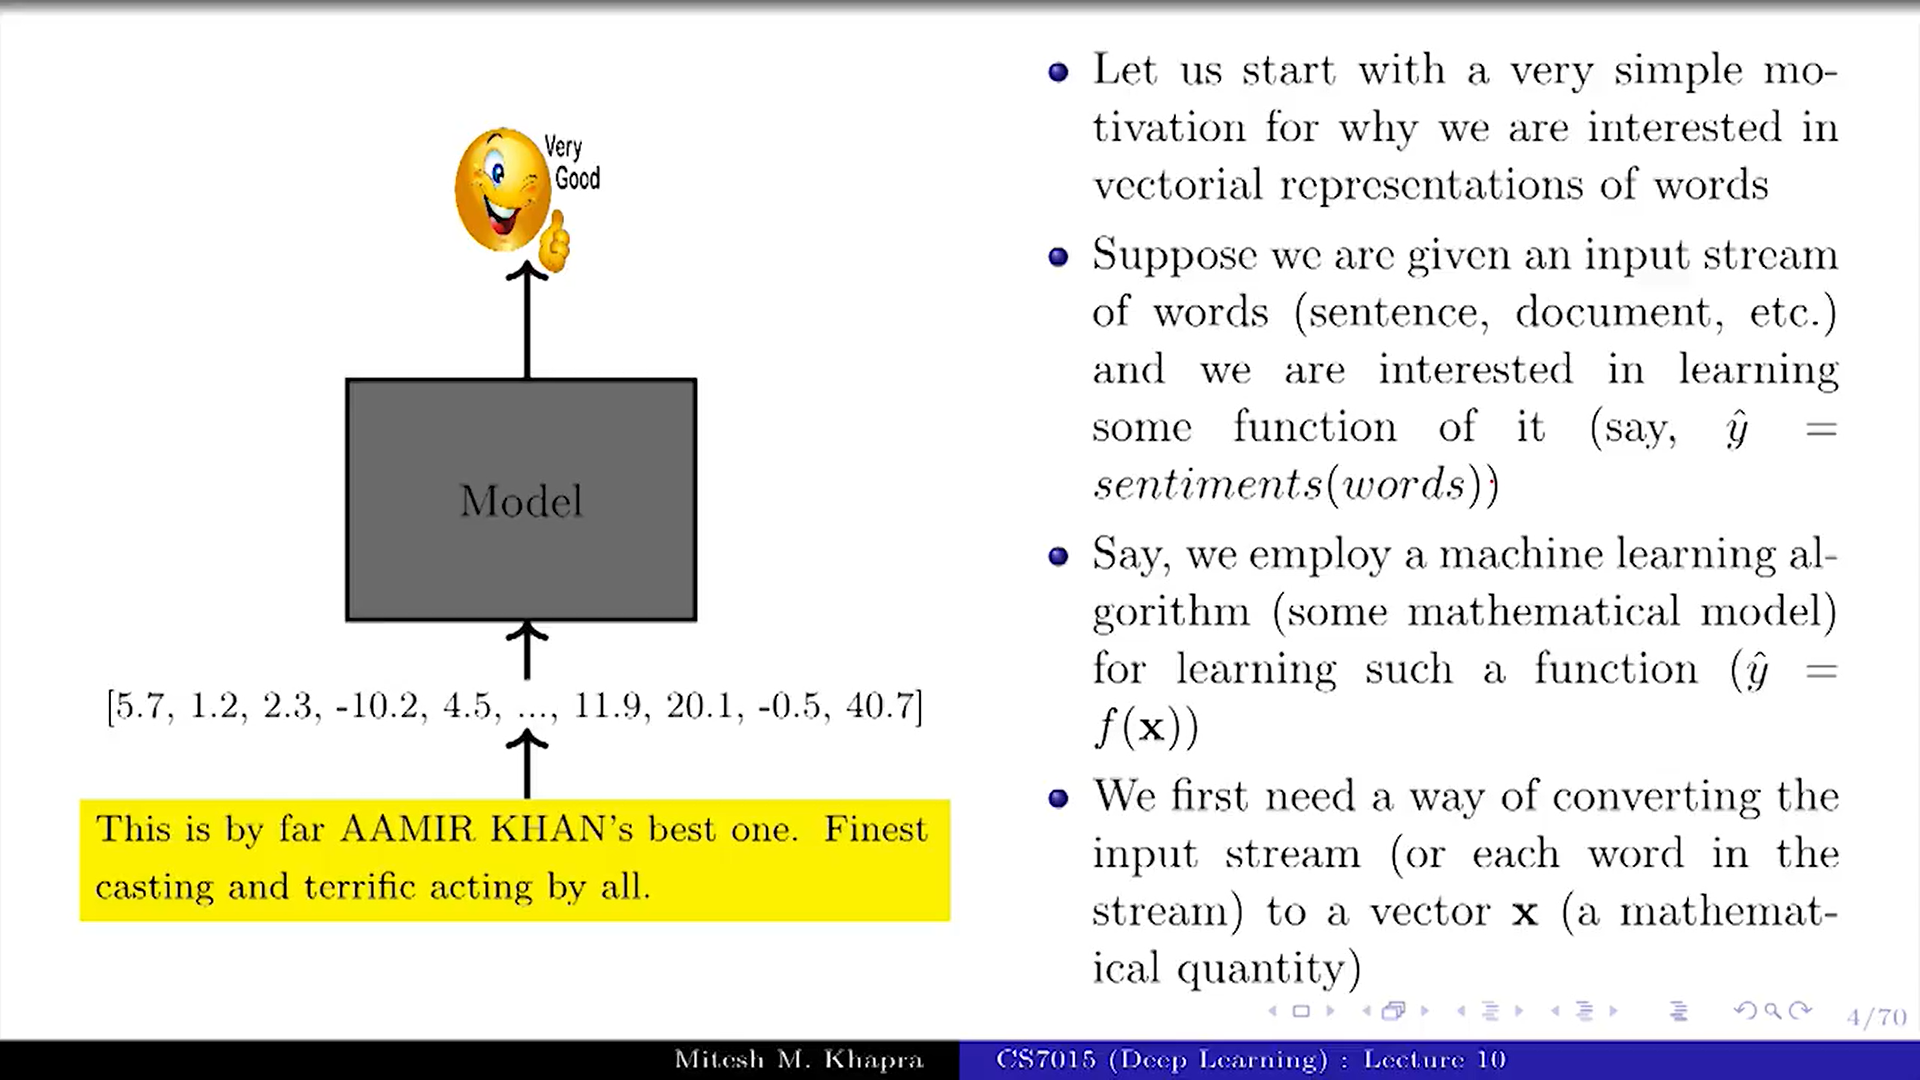 Very
Good
Model
[5.7, 1.2, 2.3, -10.2, 4.5, ..., 11.9, 20.1, -0.5, 40.7]
This is by far AAMIR KHAN's best one. Finest
casting and terrific acting by all.
Let us start with a very simple mo-
tivation for why we are interested in
vectorial representations of words
Suppose we are given an input stream
of words (sentence, document, etc.)
and we are interested in learning
some function of it (say, ŷ =
sentiments(words))
Say, we employ a machine learning al-
gorithm (some mathematical model)
for learning such a function (ŷ =
f(x))
We first need a way of converting the
input stream (or each word in the
stream) to a vector x (a mathemat-
ical quantity)
4/70
Mitesh M. Khapra
CS7015 (Deep Learning) : Lecture 10